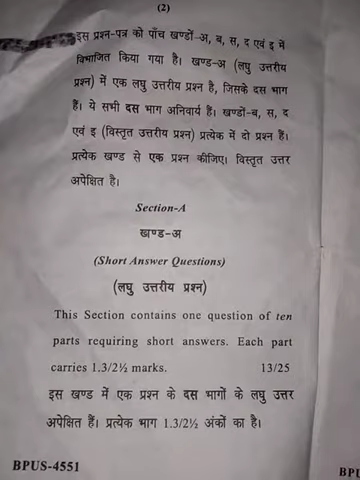 (2)
इस प्रश्न-पत्र को पाँच खण्डों-अ, ब, स, द एवं इ में
विभाजित किया गया है। खण्ड-अ (लघु उत्तरीय
प्रश्न) में एक लघु उत्तरीय प्रश्न है, जिसके दस भाग
हैं। ये सभी दस भाग अनिवार्य हैं। खण्डों-ब, स, द
एवं इ (विस्तृत उत्तरीय प्रश्न) प्रत्येक में दो प्रश्न हैं।
प्रत्येक खण्ड से एक प्रश्न कीजिए। विस्तृत उत्तर
अपेक्षित है।
Section-A
खण्ड-अ
(Short Answer Questions)
(लघु उत्तरीय प्रश्न)
This Section contains one question of ten
parts requiring short answers. Each part
carries 1.3/2½ marks. 13/25
इस खण्ड में एक प्रश्न के दस भागों के लघु उत्तर
अपेक्षित हैं। प्रत्येक भाग 1.3/2½ अंकों का है।
BPUS-4551
BPU